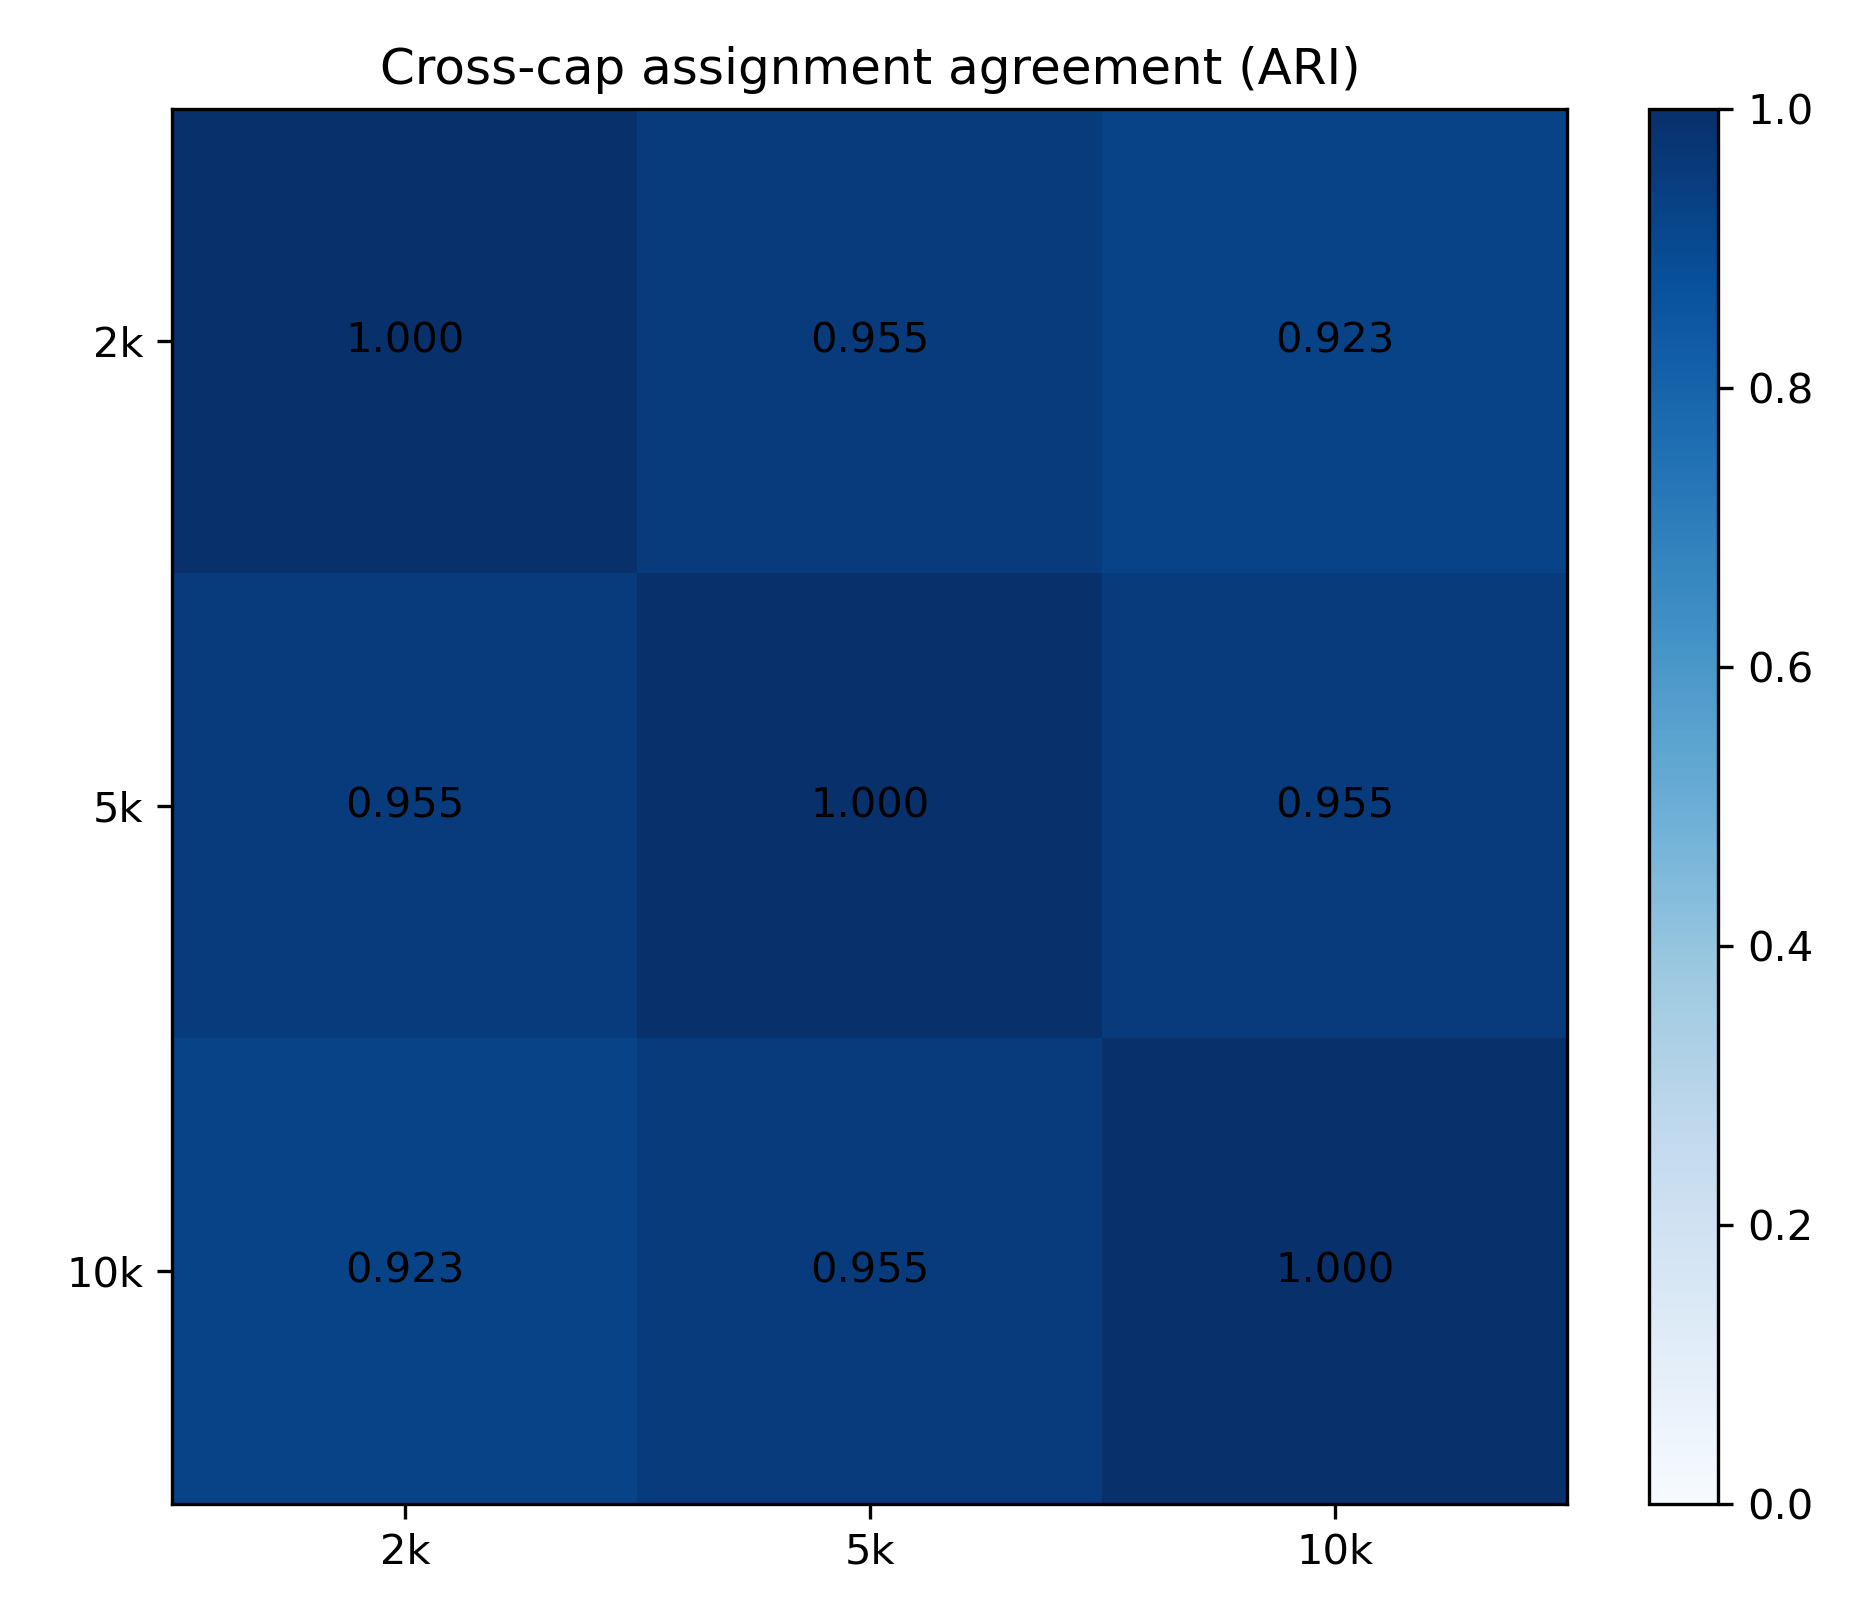 Cross-cap assignment agreement (ARI)
2k
1.000 0.955 0.923
5k
0.955 1.000 0.955
10k
0.923 0.955 1.000
2k 5k 10k
1.0
0.8
0.6
0.4
0.2
0.0